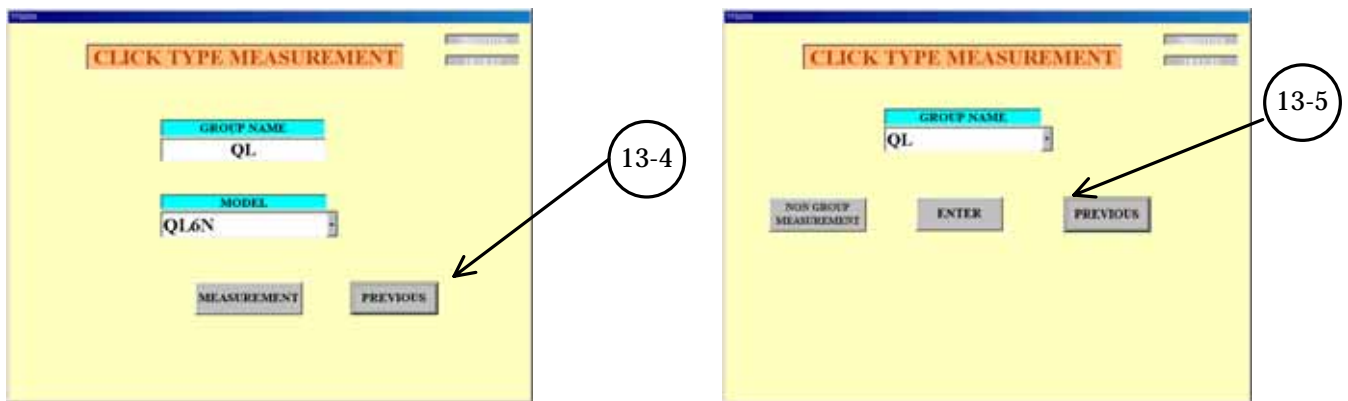 CLICK TYPE MEASUREMENT
GROUP NAME
QL
MODEL
QL6N
MEASUREMENT
PREVIOUS
13-4
CLICK TYPE MEASUREMENT
GROUP NAME
QL
NON GROUP
MEASUREMENT
ENTER
PREVIOUS
13-5